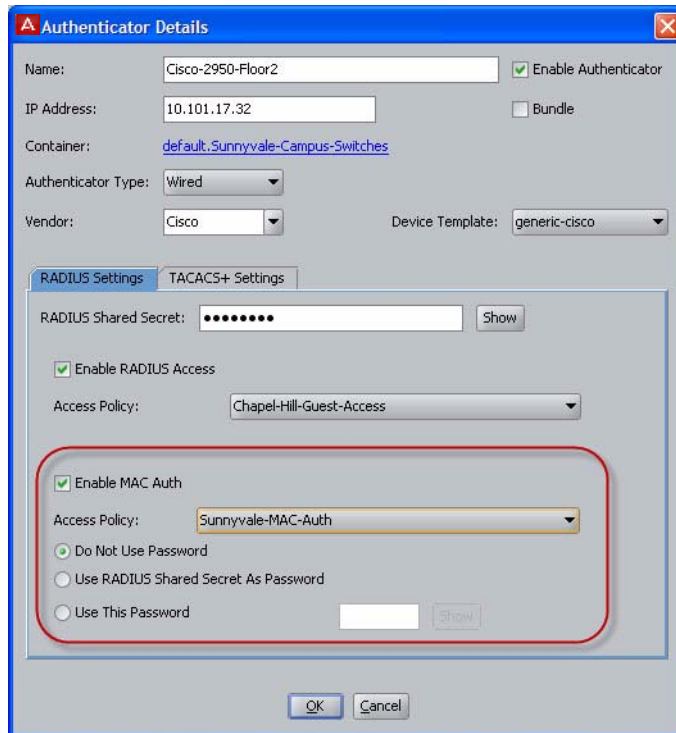 Authenticator Details
Name: Cisco-2950-Floor2 Enable Authenticator
IP Address: 10.101.17.32 Bundle
Container: default.Sunnyvale-Campus-Switches
Authenticator Type: Wired
Vendor: Cisco Device Template: generic-cisco
RADIUS Settings TACACS+ Settings
RADIUS Shared Secret: ●●●●●●●● Show
Enable RADIUS Access
Access Policy: Chapel-Hill-Guest-Access
Enable MAC Auth
Access Policy: Sunnyvale-MAC-Auth
Do Not Use Password
Use RADIUS Shared Secret As Password
Use This Password Show
OK Cancel